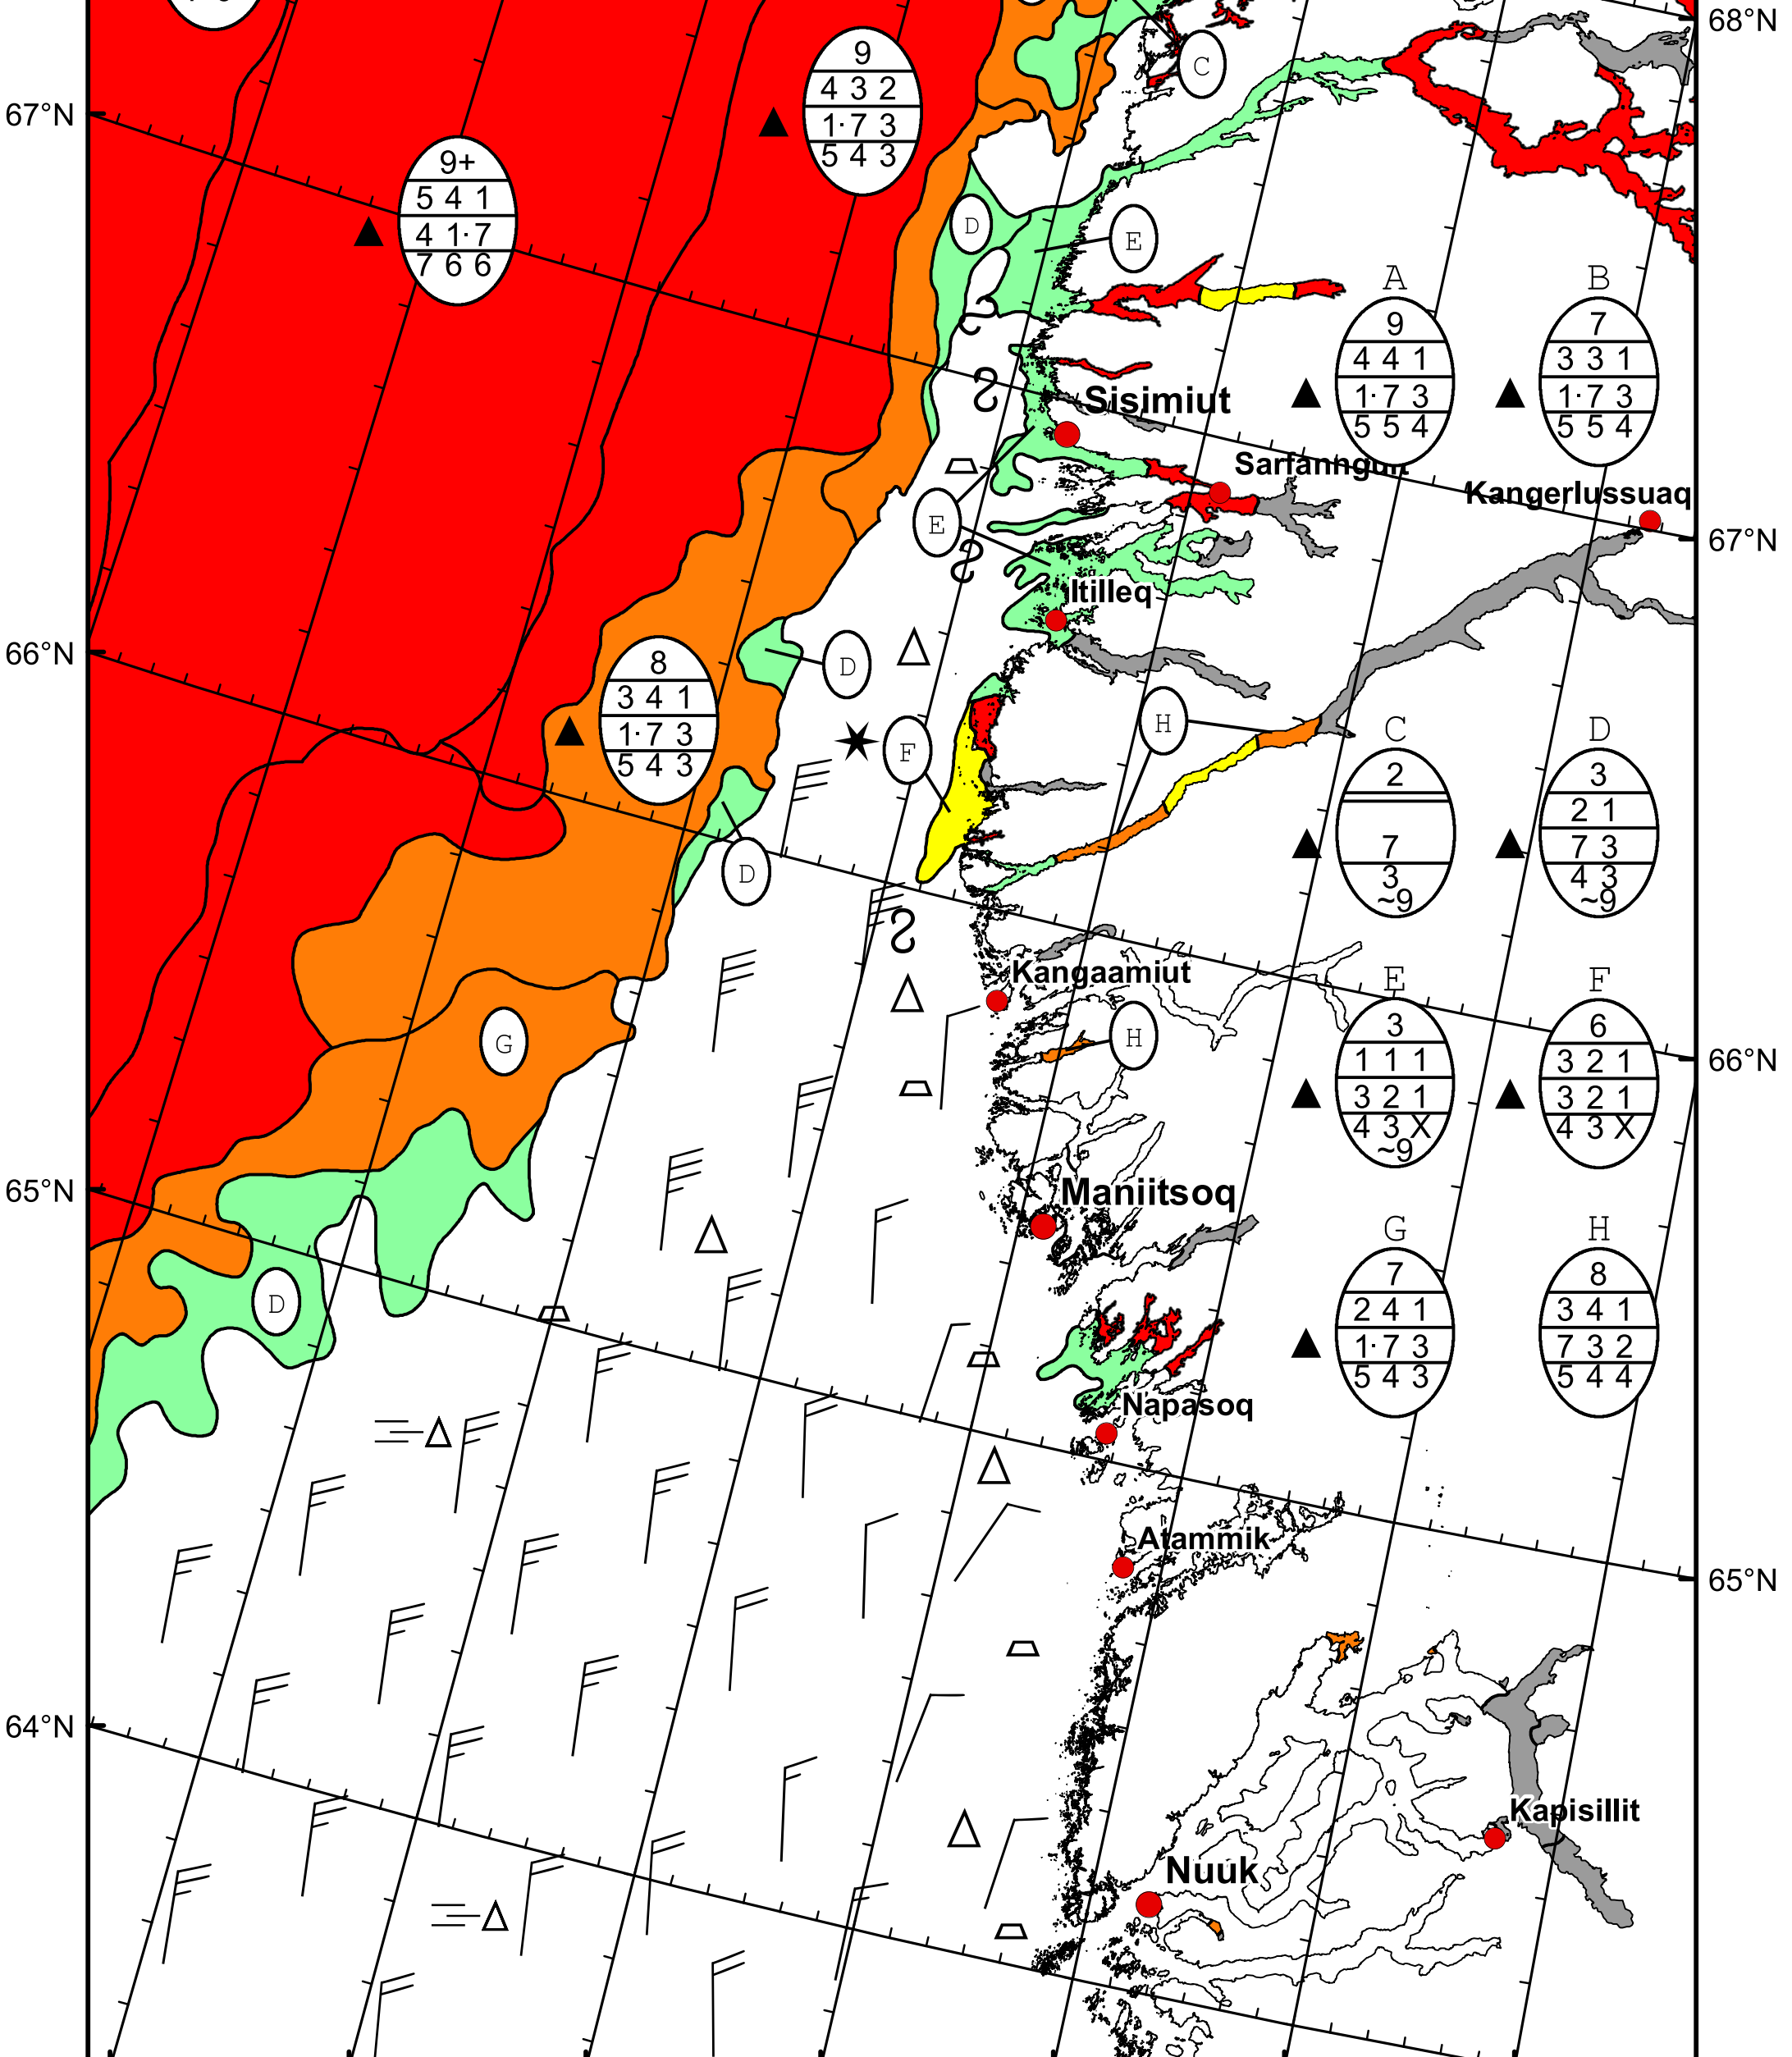 68°N
67°N
9
4 3 2
1· 7 3
5 4 3
C
9+
5 4 1
4 1· 7
7 6 6
D
E
A
9
4 4 1
1· 7 3
5 5 4
B
7
3 3 1
1· 7 3
5 5 4
Sisimiut
Kangerlussuaq
E
67°N
Itilleq
66°N
8
3 4 1
1· 7 3
5 4 3
D
F
H
D
C
2
7
3
~9
D
3
2 1
7 3
4 3
~9
Kangaamiut
G
H
E
3
1 1 1
3 2 1
4 3 X
~9
F
6
3 2 1
3 2 1
4 3 X
66°N
65°N
Maniitsoq
D
G
7
2 4 1
1· 7 3
5 4 3
H
8
3 4 1
7 3 2
5 4 4
Napasoq
Atammik
65°N
64°N
Kapisillit
Nuuk